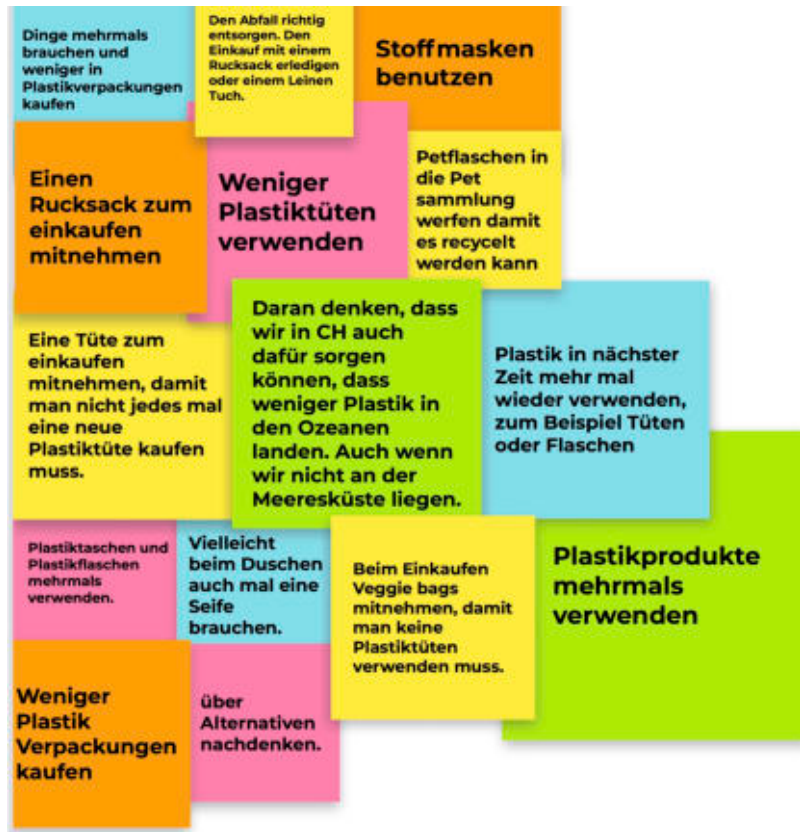 Dinge mehrmals
brauchen und
weniger in
Plastikverpackungen
kaufen
Den Abfall richtig
entsorgen. Den
Einkauf mit einem
Rucksack erledigen
oder einem Leinen
Tuch.
Stoffmasken
benutzen
Einen
Rucksack zum
einkaufen
mitnehmen
Weniger
Plastiktüten
verwenden
Petflaschen in
die Pet
sammlung
werfen damit
es recycelt
werden kann
Eine Tüte zum
einkaufen
mitnehmen, damit
man nicht jedes mal
eine neue
Plastiktüte kaufen
muss.
Daran denken, dass
wir in CH auch
dafür sorgen
können, dass
weniger Plastik in
den Ozeanen
landen. Auch wenn
wir nicht an der
Meeresküste liegen.
Plastik in nächster
Zeit mehr mal
wieder verwenden,
zum Beispiel Tüten
oder Flaschen
Plastiktaschen und
Plastikflaschen
mehrmals
verwenden.
Vielleicht
beim Duschen
auch mal eine
Seife
brauchen.
Beim Einkaufen
Veggie bags
mitnehmen, damit
man keine
Plastiktüten
verwenden muss.
Plastikprodukte
mehrmals
verwenden
Weniger
Plastik
Verpackungen
kaufen
über
Alternativen
nachdenken.